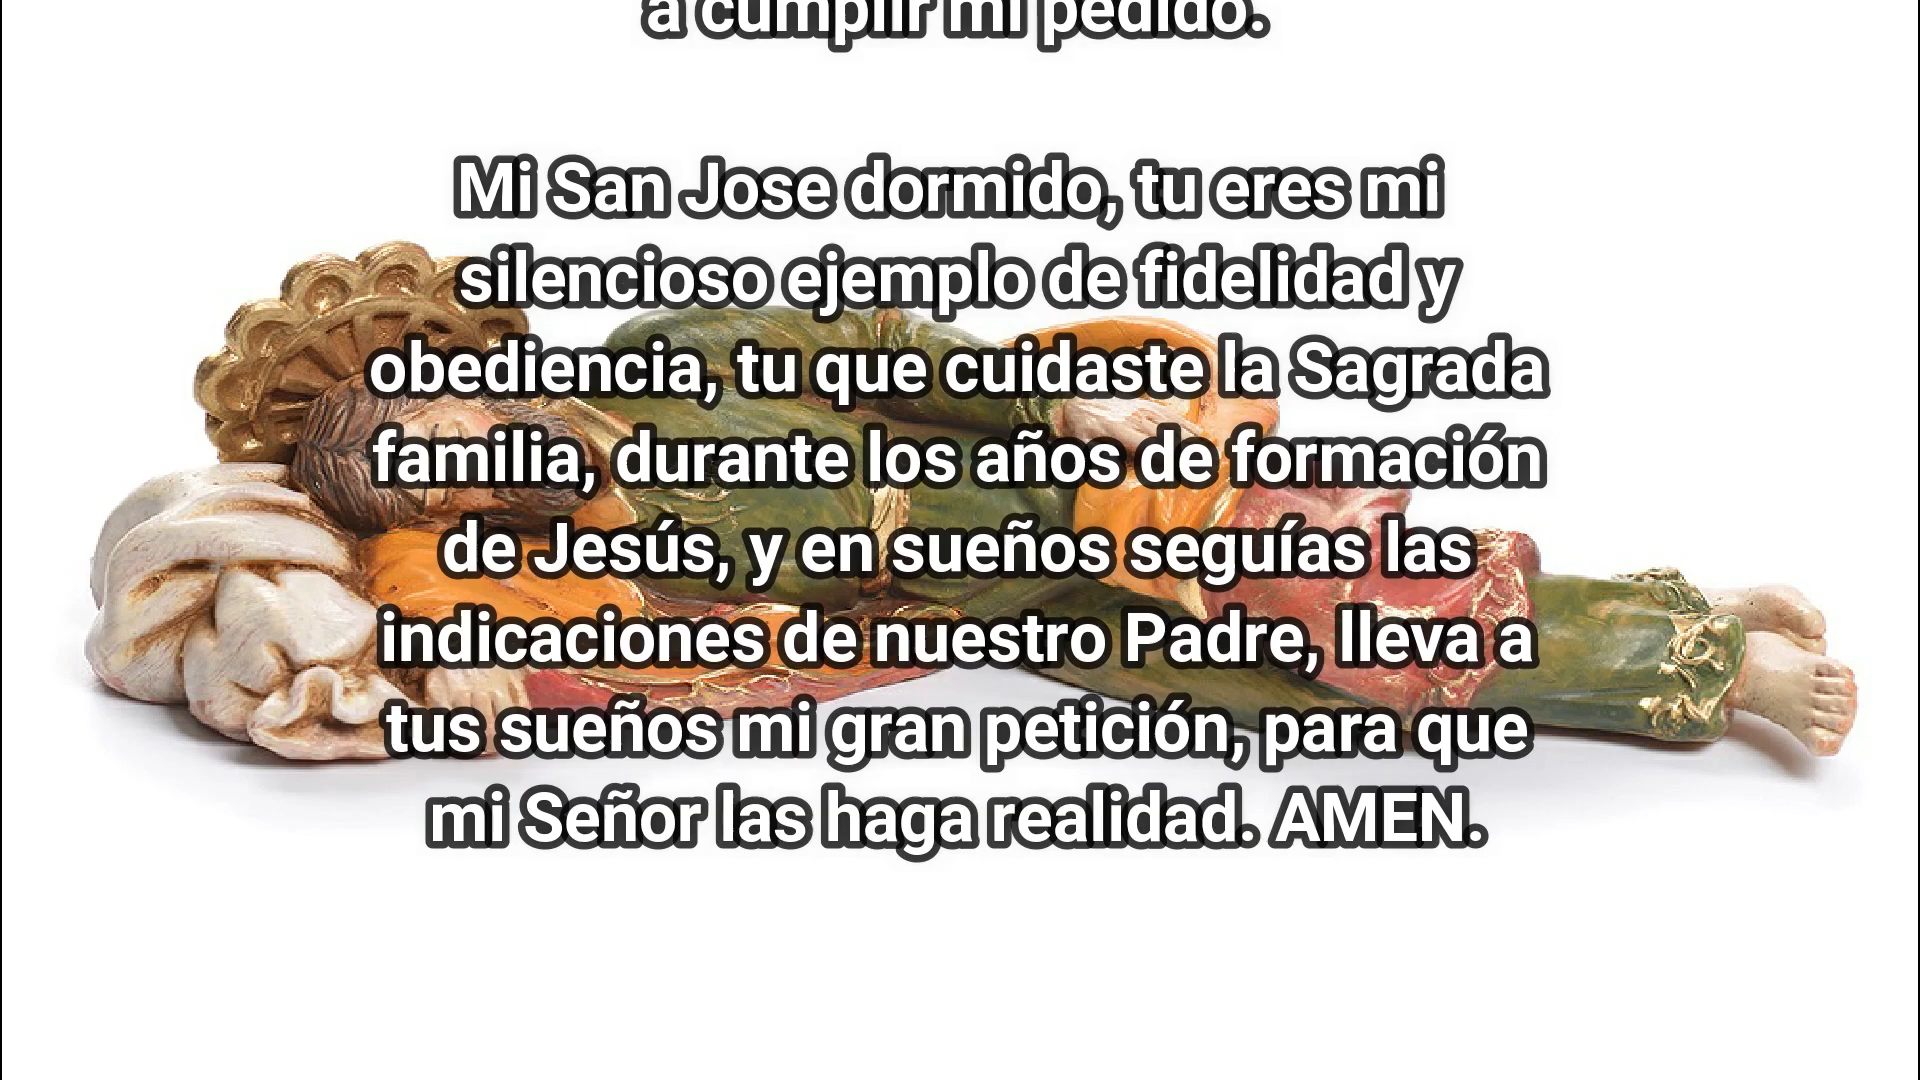 a cumplir mi pedido.
Mi San Jose dormido, tu eres mi
silencioso ejemplo de fidelidad y
obediencia, tu que cuidaste la Sagrada
familia, durante los años de formación
de Jesús, y en sueños seguías las
indicaciones de nuestro Padre, lleva a
tus sueños mi gran petición, para que
mi Señor las haga realidad. AMEN.